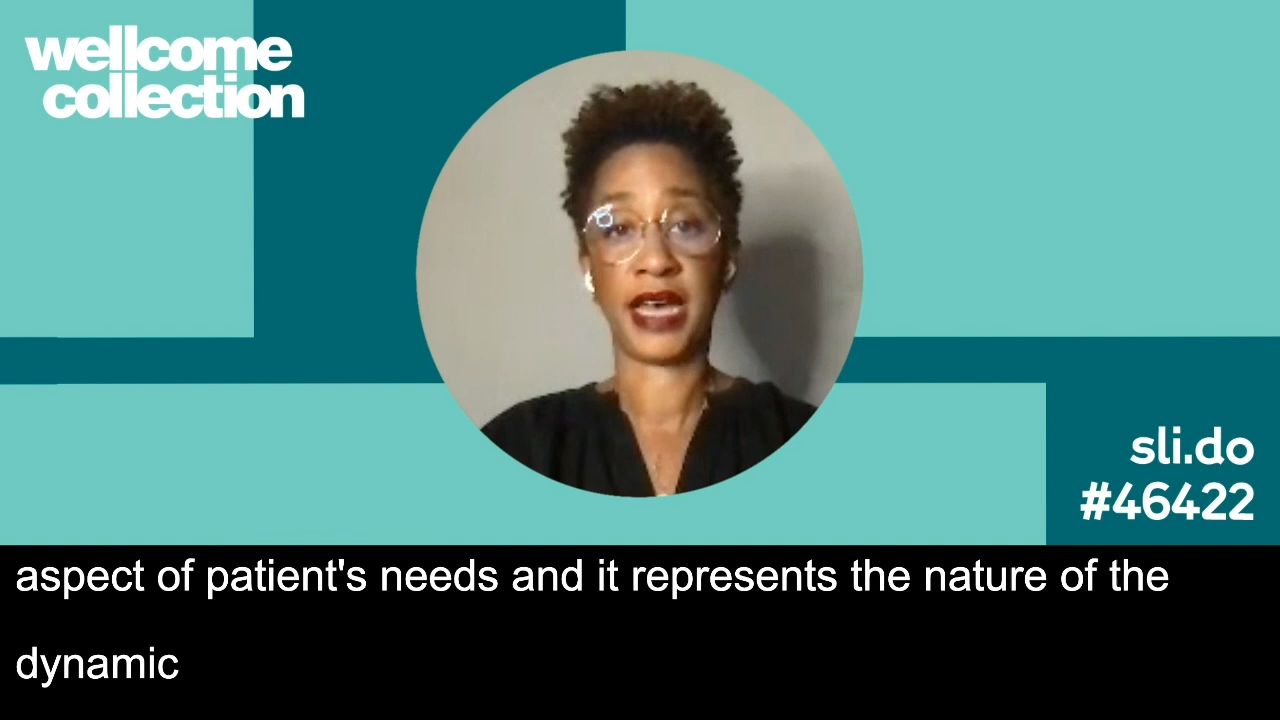 wellcome
collection
sli.do
#46422
aspect of patient's needs and it represents the nature of the
dynamic